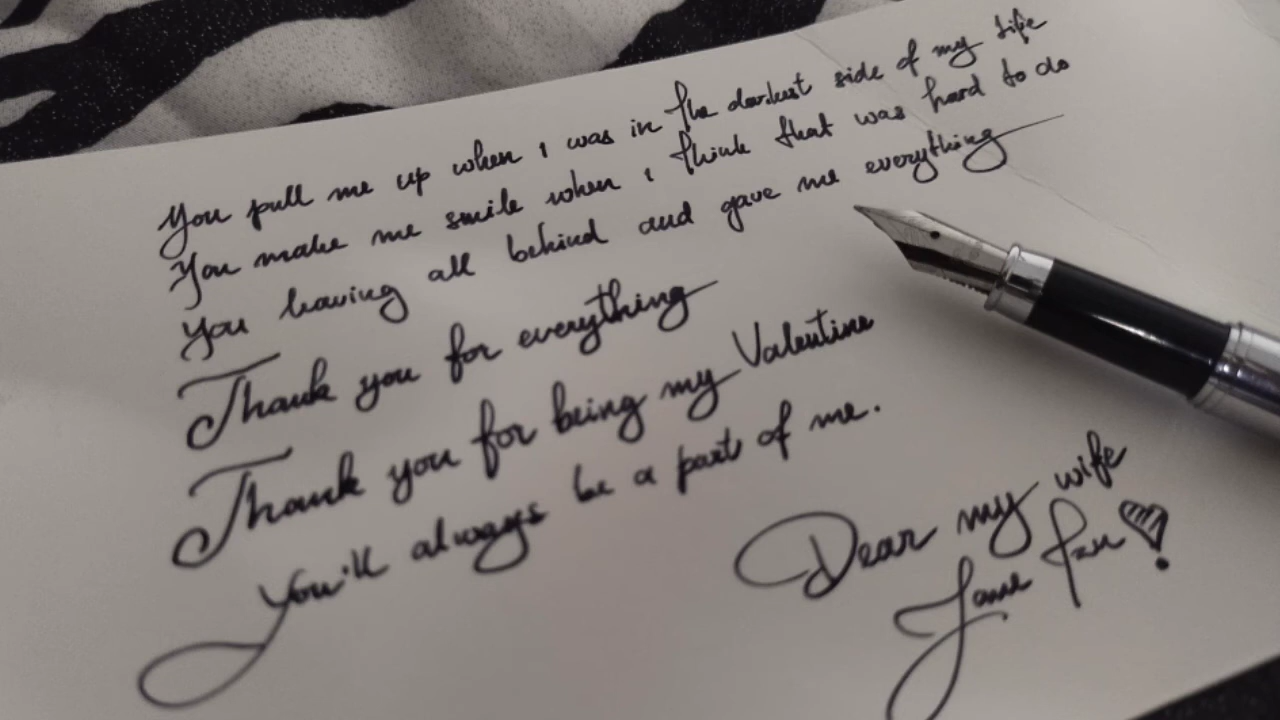 You pull me up when i was in the darkest side of my life
You make me smile when i think that was hard to do
You leaving all behind and gave me everything
Thank you for everything
Thank you for being my Valentine
You'll always be a part of me.
Dear my wife